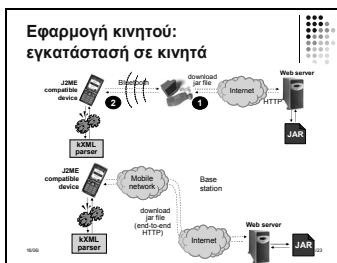 Εφαρμογή κινητού:
εγκατάστασή σε κινητά
J2ME
compatible
device
Bluetooth
download
jar file
Internet
HTTP
Web server
2
1
kXML
parser
JAR
J2ME
compatible
device
Mobile
network
Base
station
download
jar file
(end-to-end
HTTP)
Internet
Web server
kXML
parser
JAR